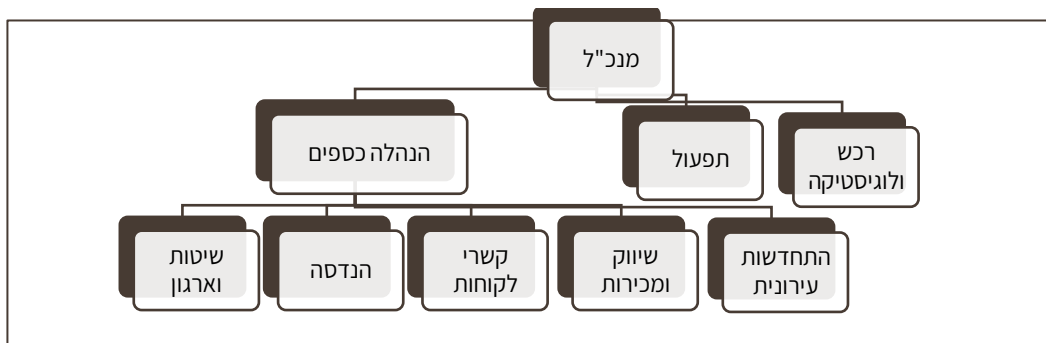 מנכ"ל
רכש
ולוגיסטיקה
תפעול
הנהלה כספים
התחדשות
עירונית
שיווק
ומכירות
קשרי
לקוחות
הנדסה
שיטות
וארגון